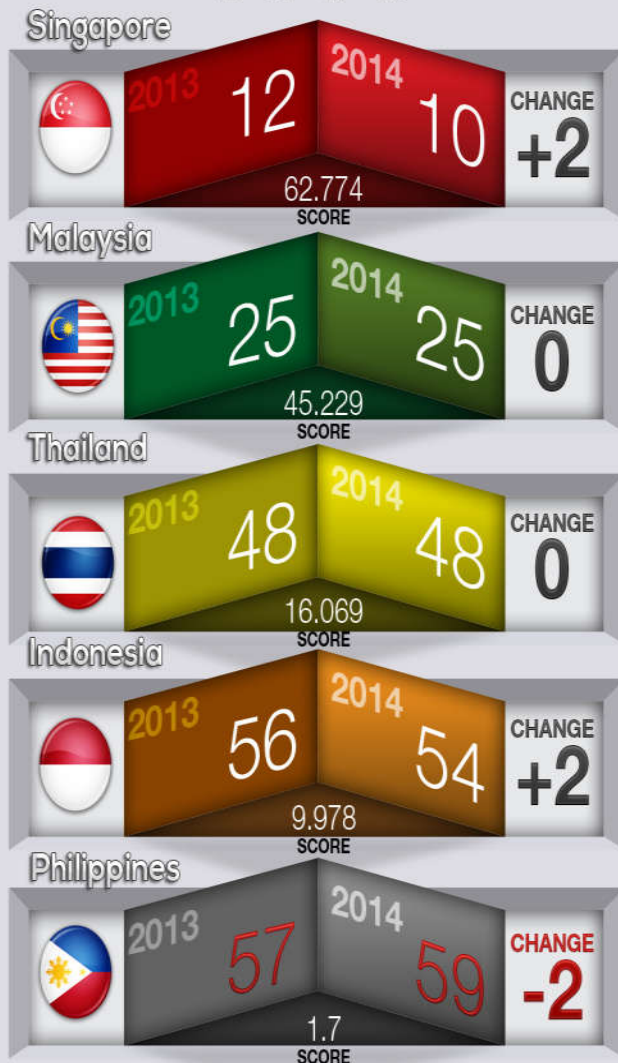 Singapore
2013 12
2014 10
CHANGE
+2
62.774
SCORE
Malaysia
2013 25
2014 25
CHANGE
0
45.229
SCORE
Thailand
2013 48
2014 48
CHANGE
0
16.069
SCORE
Indonesia
2013 56
2014 54
CHANGE
+2
9.978
SCORE
Philippines
2013 57
2014 59
CHANGE
-2
1.7
SCORE